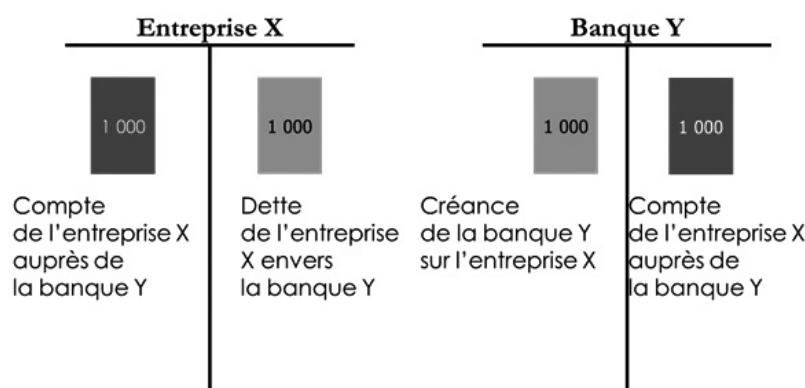 Entreprise X
Banque Y
1 000
1 000
1 000
1 000
Compte
de l'entreprise X
auprès de
la banque Y
Dette
de l'entreprise
X envers
la banque Y
Créance
de la banque Y
sur l'entreprise X
Compte
de l'entreprise X
auprès de
la banque Y